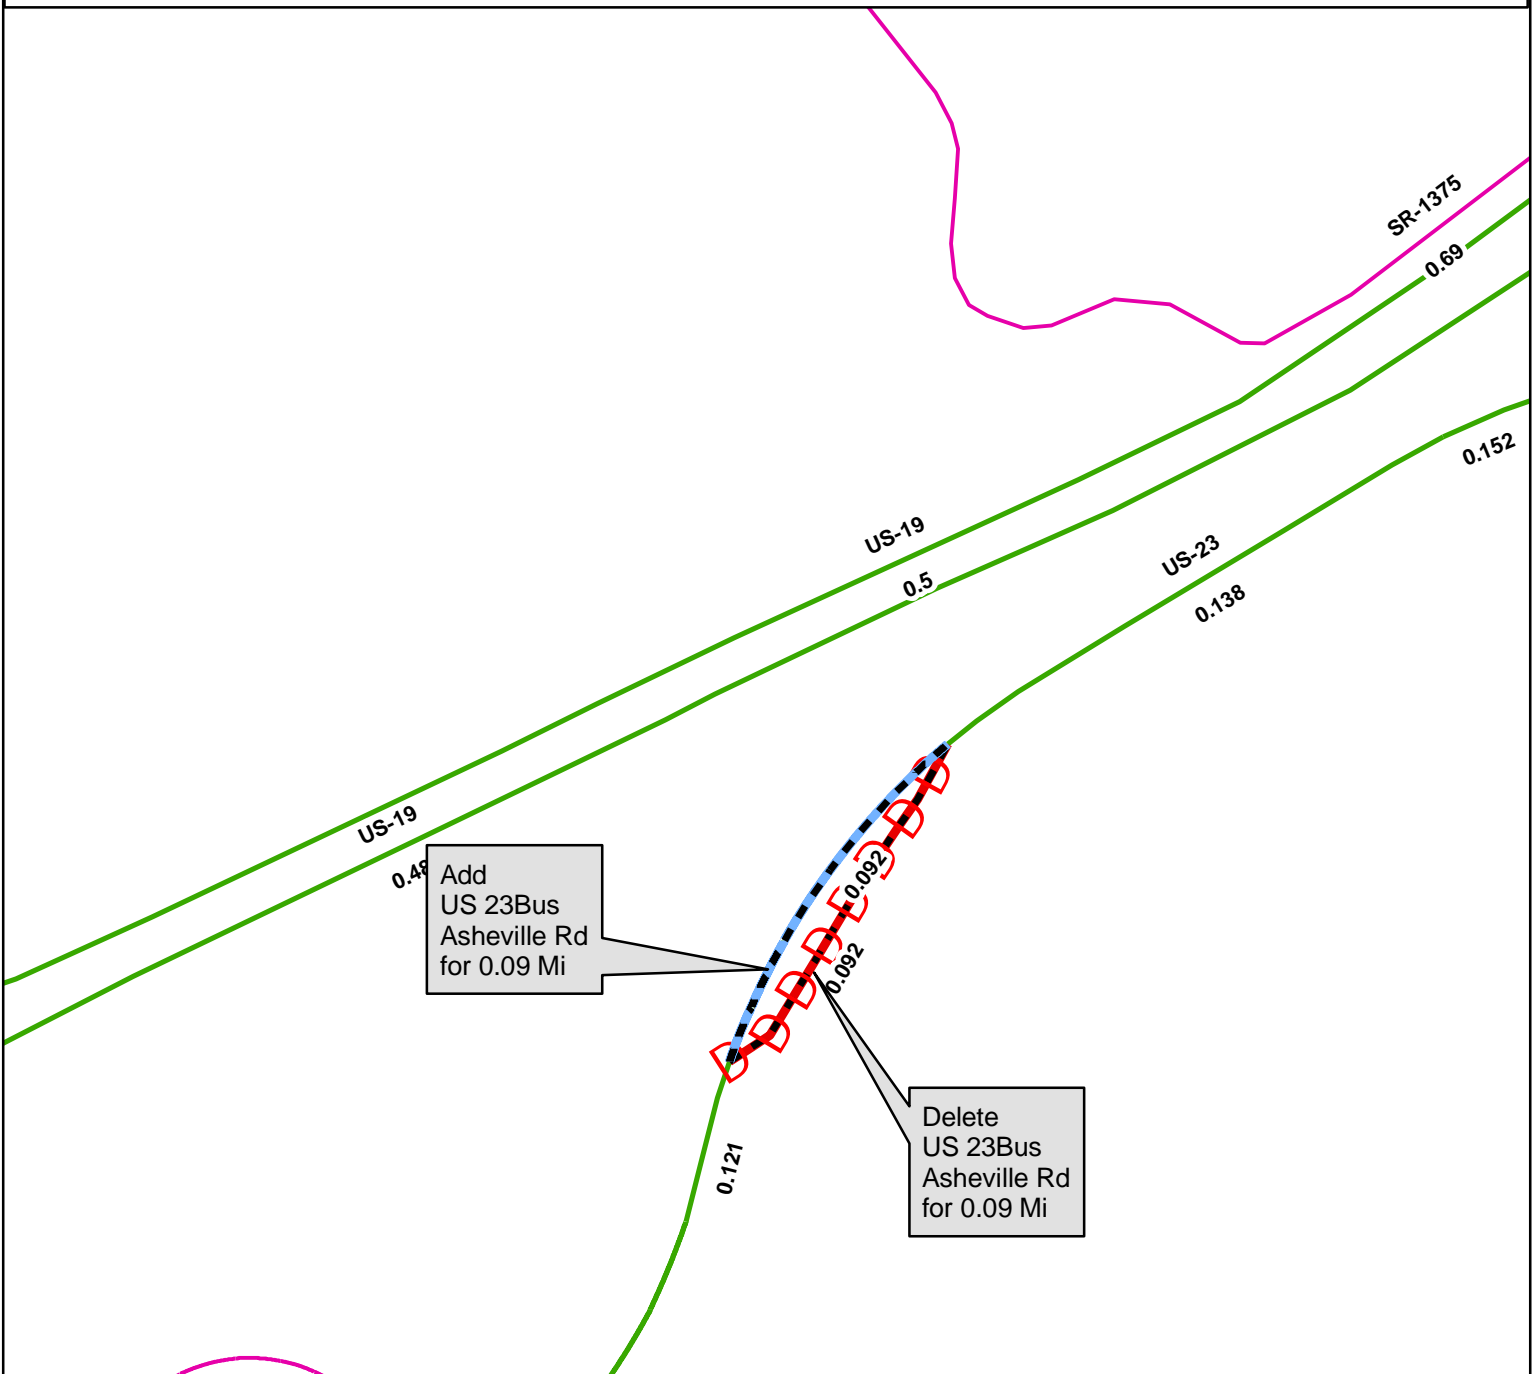 SR-1375
0.69
0.152
US-19
US-23
0.5
0.138
US-19
0.48
Add
US 23Bus
Asheville Rd
for 0.09 Mi
D
D
D
0.092
D
D
0.092
D
D
D
Delete
US 23Bus
Asheville Rd
for 0.09 Mi
0.121